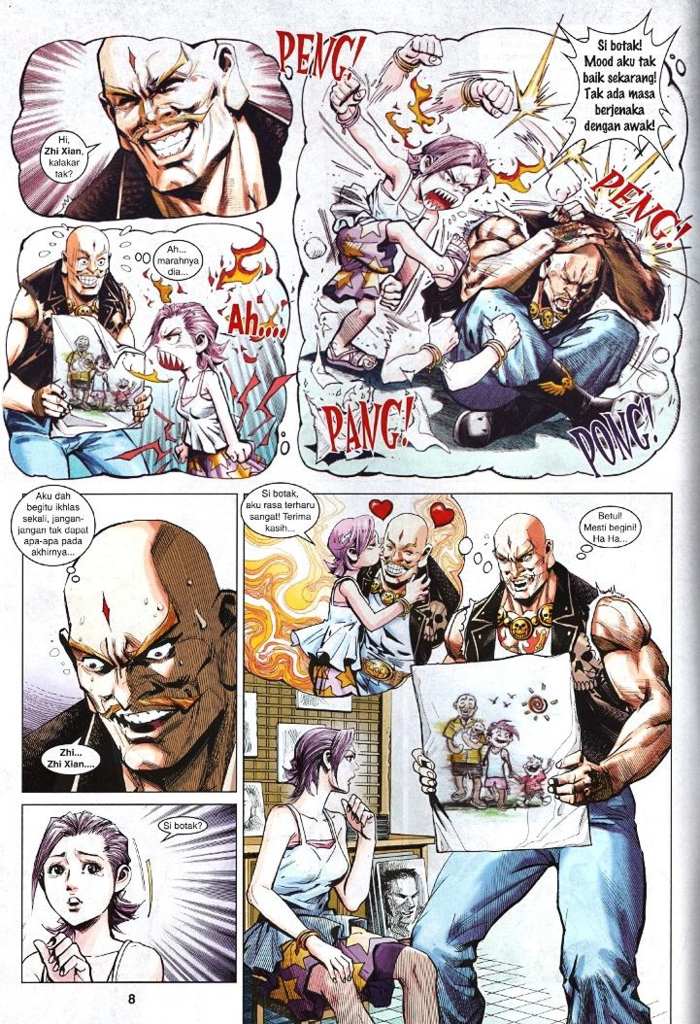 Hi,
Zhi Xian,
kalakar
tak?
PENG!
Si botak!
Mood aku tak
baik sekarang!
Tak ada masa
berjenaka
dengan awak!
PENG!
PANG!
PONG!
Ah...
marahnya
dia...
Ah....
Aku dah
begitu ikhlas
sekali, jangan-
jangan tak dapat
apa-apa pada
akhirnya...
Zhi...
Zhi Xian....
Si botak,
aku rasa terharu
sangat! Terima
kasih...
Betul!
Mesti begini!
Ha Ha...
Si botak?
8